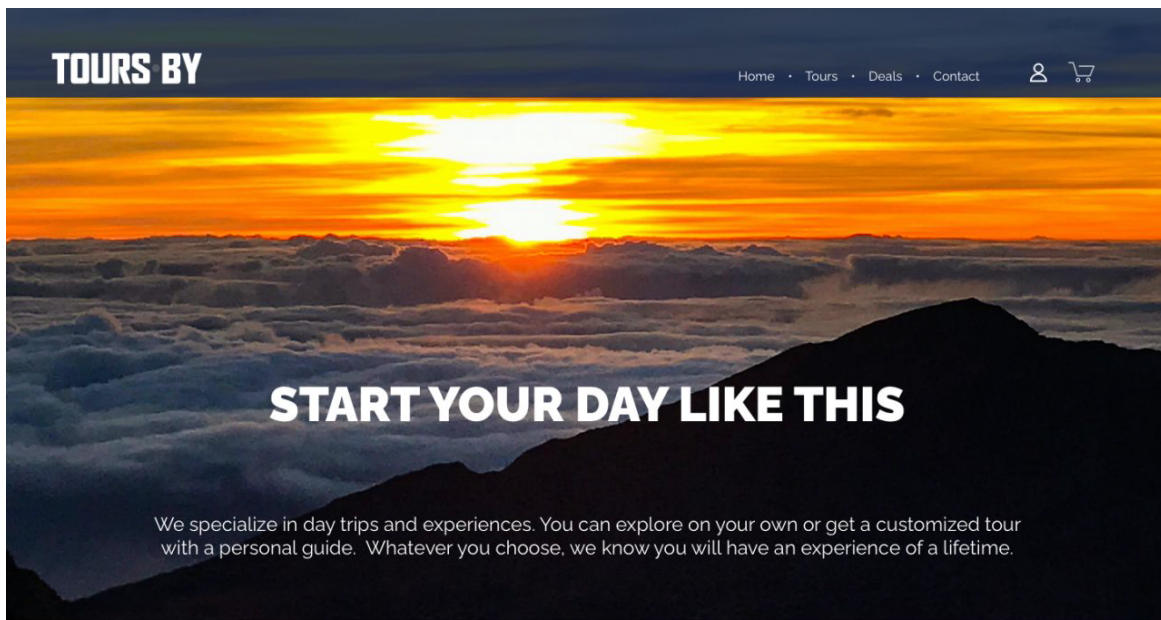 TOURS•BY
Home • Tours • Deals • Contact
START YOUR DAY LIKE THIS
We specialize in day trips and experiences. You can explore on your own or get a customized tour
with a personal guide.  Whatever you choose, we know you will have an experience of a lifetime.